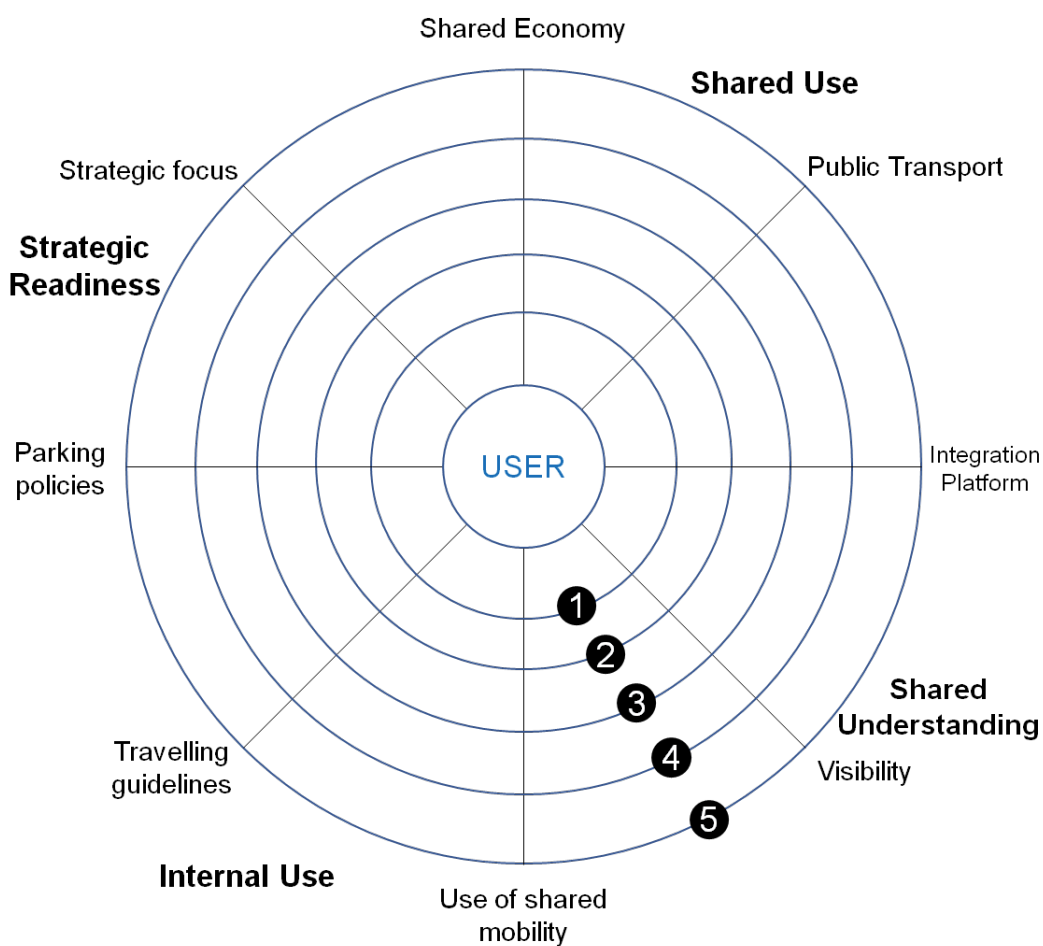 Shared Economy
Shared Use
Public Transport
Strategic focus
Strategic
Readiness
Parking
policies
USER
Integration
Platform
1
2
3
4
5
Shared
Understanding
Visibility
Travelling
guidelines
Internal Use
Use of shared
mobility